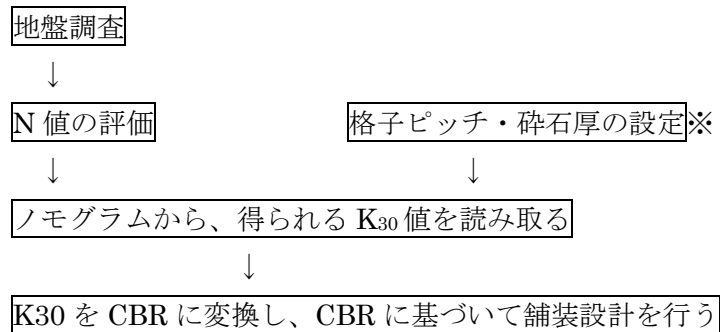 地盤調査
↓
N 値の評価 格子ピッチ・砕石厚の設定※
↓ ↓
ノモグラムから、得られる K₃₀ 値を読み取る
↓
K30 を CBR に変換し、CBR に基づいて舗装設計を行う